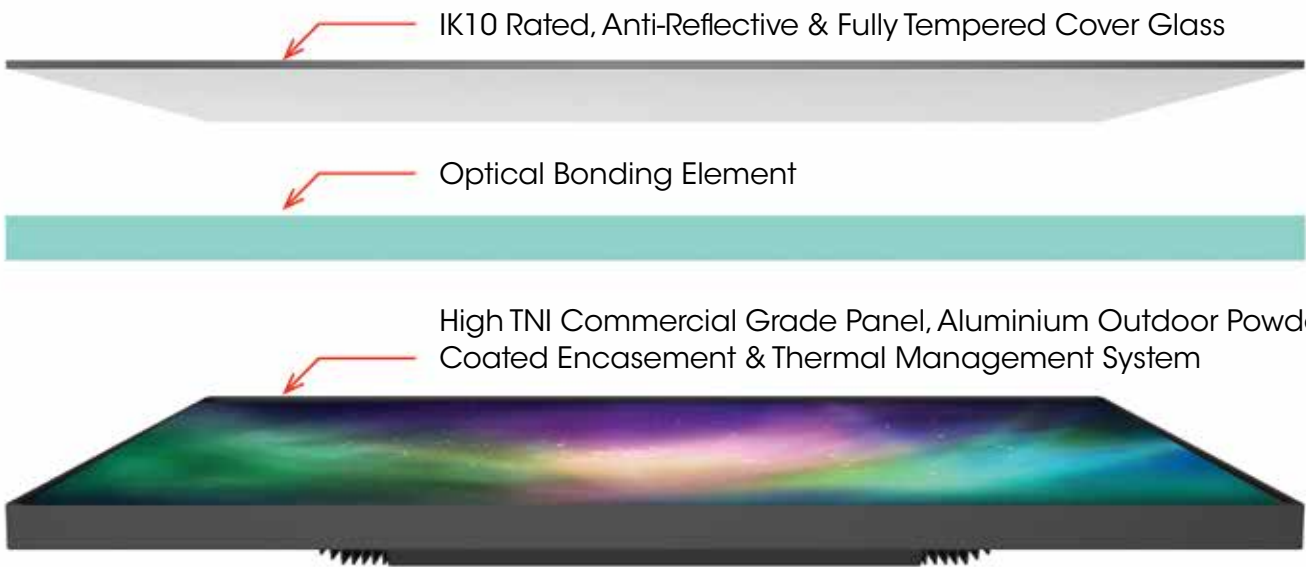 IK10 Rated, Anti-Reflective & Fully Tempered Cover Glass
Optical Bonding Element
High TNI Commercial Grade Panel, Aluminium Outdoor
Coated Encasement & Thermal Management System